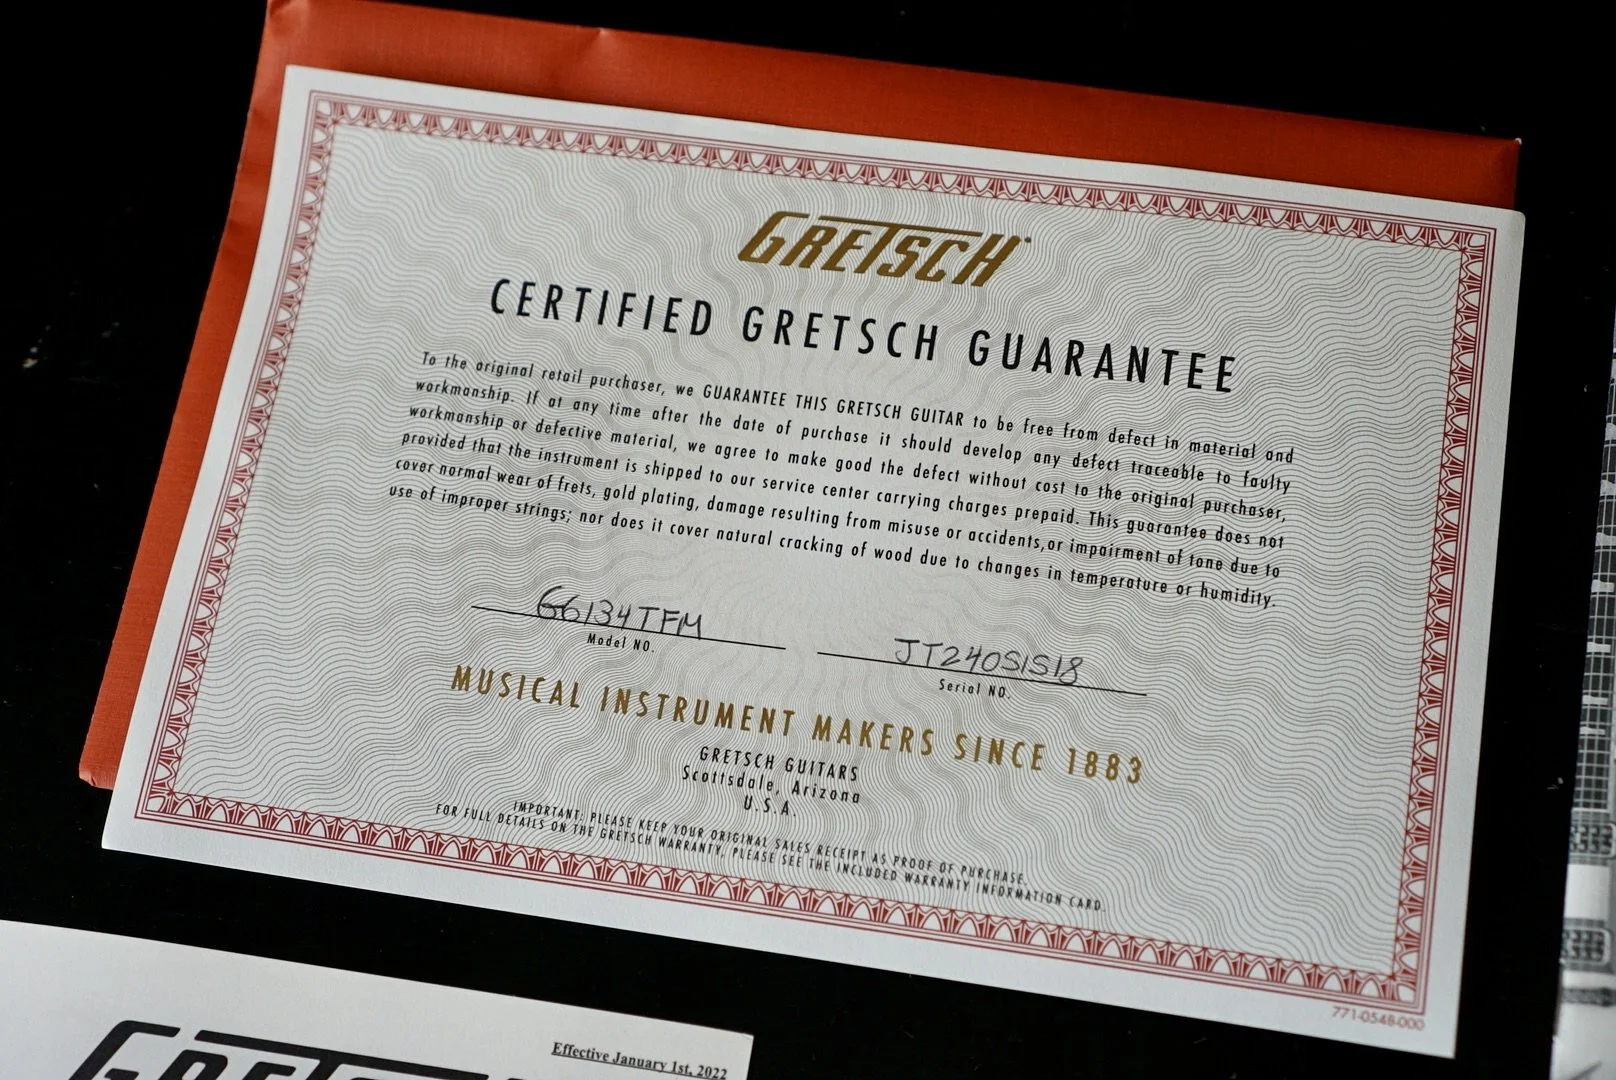 GRETSCH
CERTIFIED GRETSCH GUARANTEE
To the original retail purchaser, we GUARANTEE THIS GRETSCH GUITAR to be free from defect in material and
workmanship. If at any time after the date of purchase it should develop any defect traceable to faulty
workmanship or defective material, we agree to make good the defect without cost to the original purchaser,
provided that the instrument is shipped to our service center carrying charges prepaid. This guarantee does not
cover normal wear of frets, gold plating, damage resulting from misuse or accidents,or impairment of tone due to
use of improper strings; nor does it cover natural cracking of wood due to changes in temperature or humidity.
G6134TFM
Model NO.
JT24051518
Serial NO.
MUSICAL INSTRUMENT MAKERS SINCE 1883
GRETSCH GUITARS
Scottsdale, Arizona
U.S.A.
IMPORTANT: PLEASE KEEP YOUR ORIGINAL SALES RECEIPT AS PROOF OF PURCHASE.
FOR FULL DETAILS ON THE GRETSCH WARRANTY, PLEASE SEE THE INCLUDED WARRANTY INFORMATION CARD.
771-0548-000
Effective January 1st, 2022